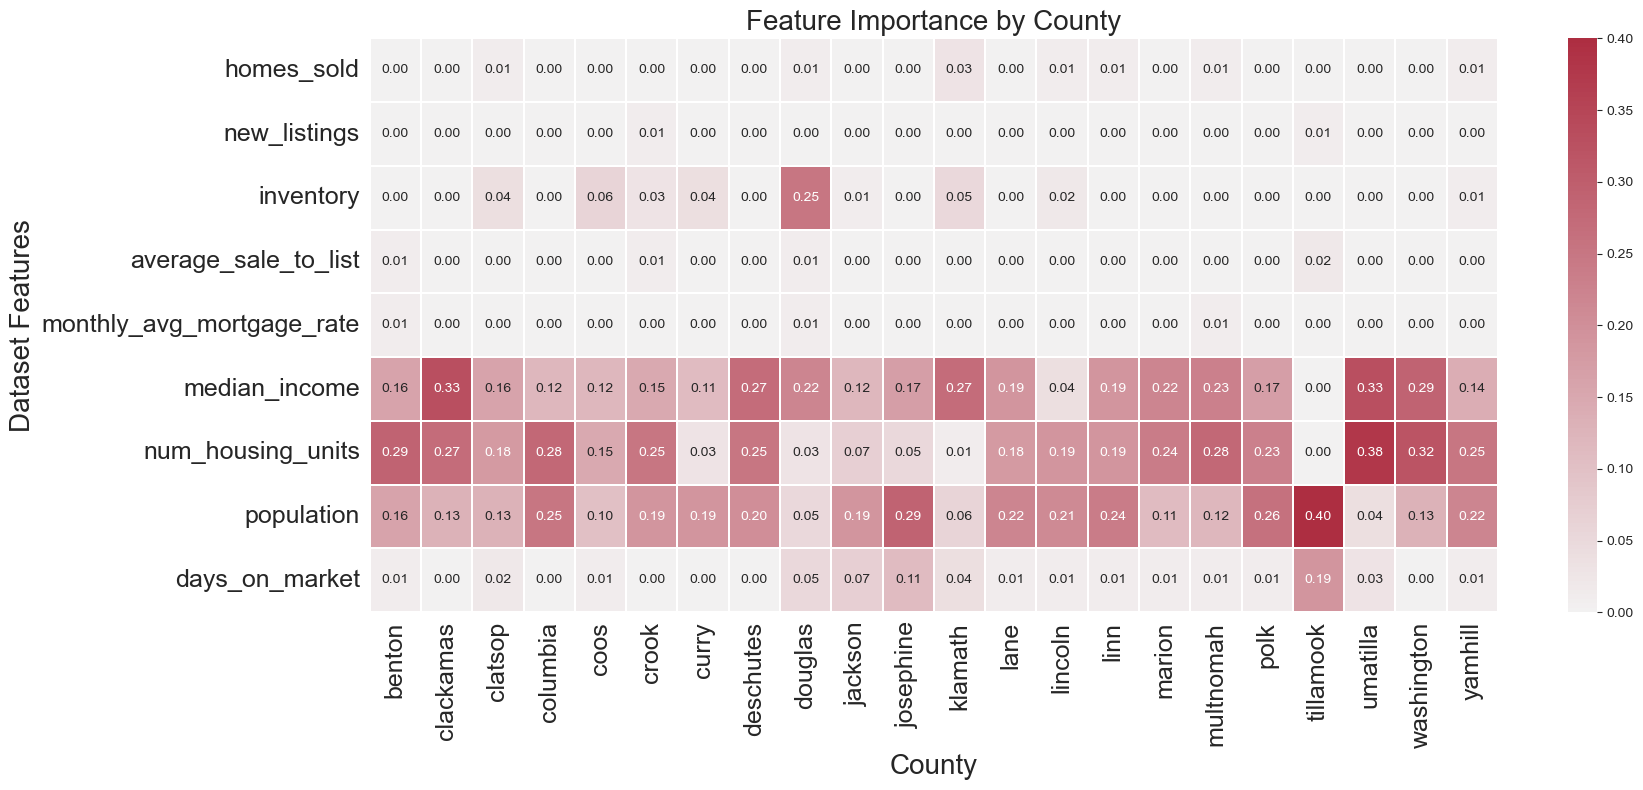 Feature Importance by County
Dataset Features
homes_sold 0.00 0.00 0.01 0.00 0.00 0.00 0.00 0.00 0.01 0.00 0.00 0.03 0.00 0.01 0.01 0.00 0.01 0.00 0.00 0.00 0.00 0.01
new_listings 0.00 0.00 0.00 0.00 0.00 0.01 0.00 0.00 0.00 0.00 0.00 0.00 0.00 0.00 0.00 0.00 0.00 0.00 0.01 0.00 0.00 0.00
inventory 0.00 0.00 0.04 0.00 0.06 0.03 0.04 0.00 0.25 0.01 0.00 0.05 0.00 0.02 0.00 0.00 0.00 0.00 0.00 0.00 0.00 0.01
average_sale_to_list 0.01 0.00 0.00 0.00 0.00 0.01 0.00 0.00 0.01 0.00 0.00 0.00 0.00 0.00 0.00 0.00 0.00 0.00 0.02 0.00 0.00 0.00
monthly_avg_mortgage_rate 0.01 0.00 0.00 0.00 0.00 0.00 0.00 0.00 0.01 0.00 0.00 0.00 0.00 0.00 0.00 0.00 0.01 0.00 0.00 0.00 0.00 0.00
median_income 0.16 0.33 0.16 0.12 0.12 0.15 0.11 0.27 0.22 0.12 0.17 0.27 0.19 0.04 0.19 0.22 0.23 0.17 0.00 0.33 0.29 0.14
num_housing_units 0.29 0.27 0.18 0.28 0.15 0.25 0.03 0.25 0.03 0.07 0.05 0.01 0.18 0.19 0.19 0.24 0.28 0.23 0.00 0.38 0.32 0.25
population 0.16 0.13 0.13 0.25 0.10 0.19 0.19 0.20 0.05 0.19 0.29 0.06 0.22 0.21 0.24 0.11 0.12 0.26 0.40 0.04 0.13 0.22
days_on_market 0.01 0.00 0.02 0.00 0.01 0.00 0.00 0.00 0.05 0.07 0.11 0.04 0.01 0.01 0.01 0.01 0.01 0.01 0.19 0.03 0.00 0.01
benton clackamas clatsop columbia coos crook curry deschutes douglas jackson josephine klamath lane lincoln linn marion multnomah polk tillamook umatilla washington yamhill
County
0.40
0.35
0.30
0.25
0.20
0.15
0.10
0.05
0.00